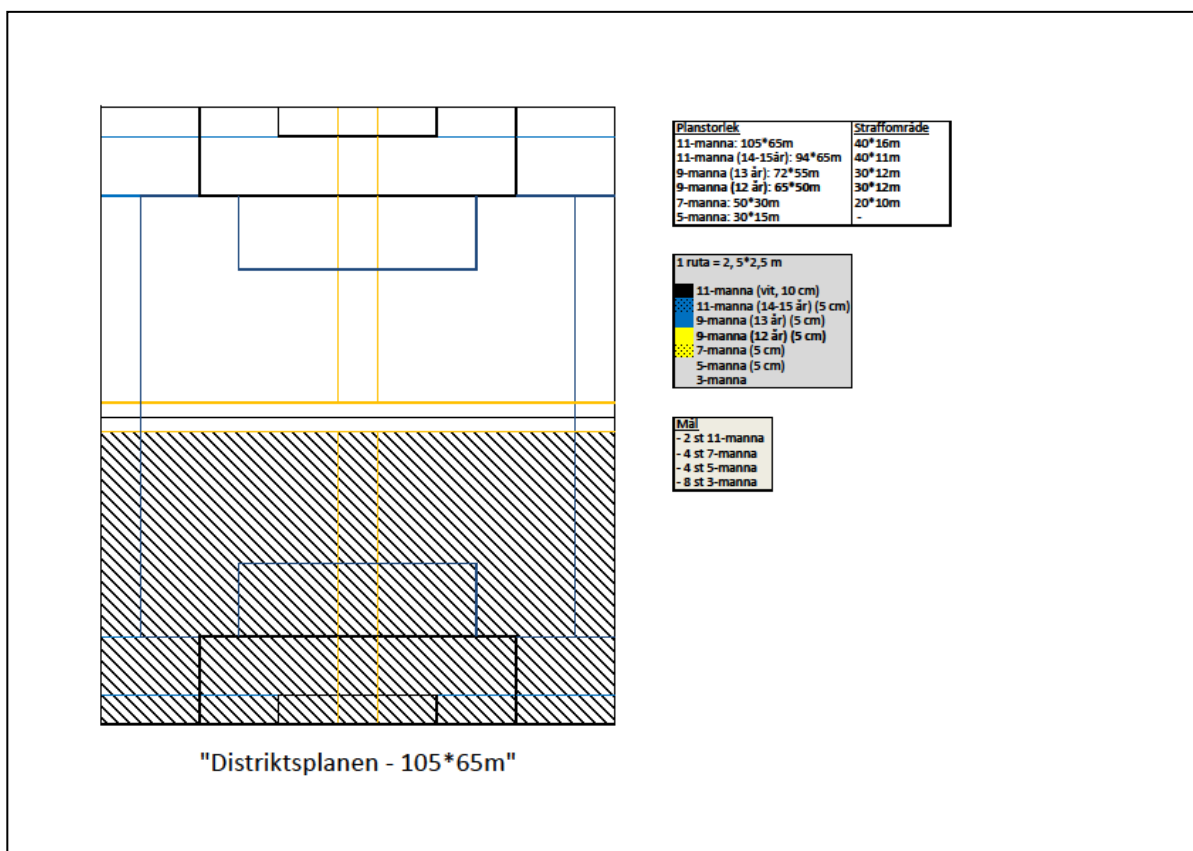 Planstorlek Straffområde
11-manna: 105*65m 40*16m
11-manna (14-15år): 94*65m 40*11m
9-manna (13 år): 72*55m 30*12m
9-manna (12 år): 65*50m 30*12m
7-manna: 50*30m 20*10m
5-manna: 30*15m -
1 ruta = 2, 5*2,5 m
11-manna (vit, 10 cm)
11-manna (14-15 år) (5 cm)
9-manna (13 år) (5 cm)
9-manna (12 år) (5 cm)
7-manna (5 cm)
5-manna (5 cm)
3-manna
Mål
- 2 st 11-manna
- 4 st 7-manna
- 4 st 5-manna
- 8 st 3-manna
"Distriktsplanen - 105*65m"